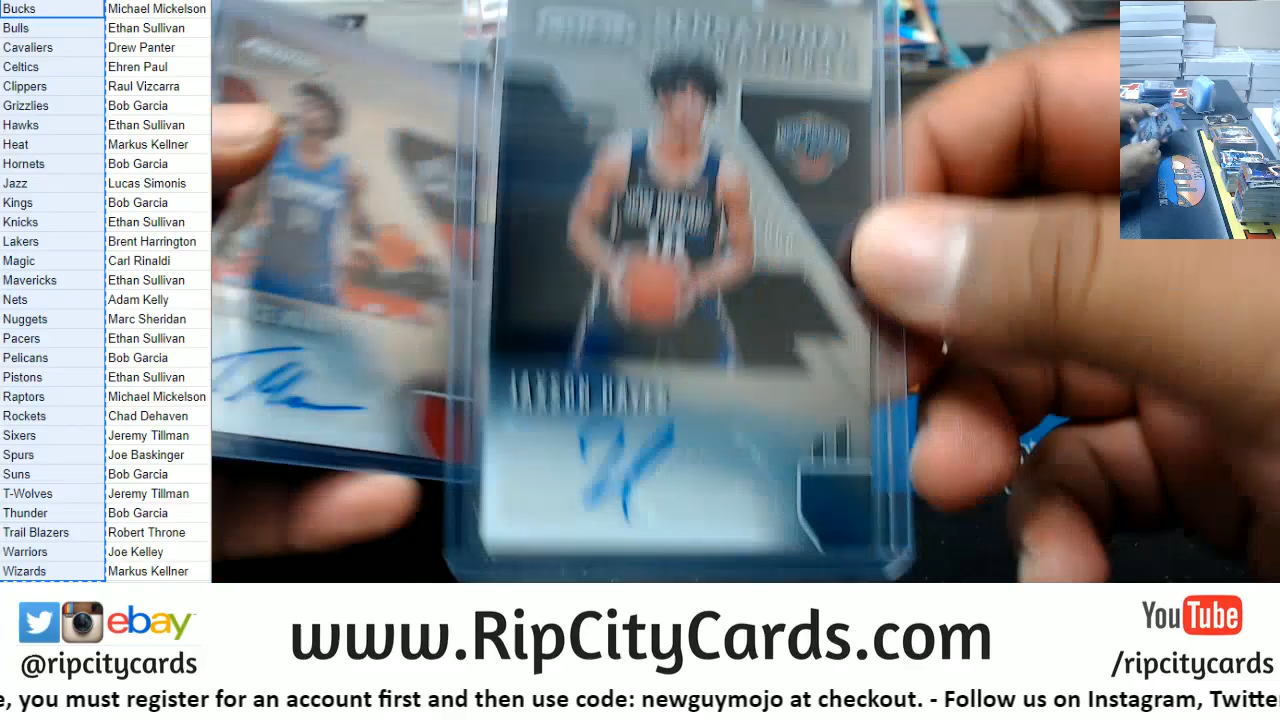 Bucks Michael Mickelson
Bulls Ethan Sullivan
Cavaliers Drew Panter
Celtics Ehren Paul
Clippers Raul Vizcarra
Grizzlies Bob Garcia
Hawks Ethan Sullivan
Heat Markus Kellner
Hornets Bob Garcia
Jazz Lucas Simonis
Kings Bob Garcia
Knicks Ethan Sullivan
Lakers Brent Harrington
Magic Carl Rinaldi
Mavericks Ethan Sullivan
Nets Adam Kelly
Nuggets Marc Sheridan
Pacers Ethan Sullivan
Pelicans Bob Garcia
Pistons Ethan Sullivan
Raptors Michael Mickelson
Rockets Chad Dehaven
Sixers Jeremy Tillman
Spurs Joe Baskinger
Suns Bob Garcia
T-Wolves Jeremy Tillman
Thunder Bob Garcia
Trail Blazers Robert Throne
Warriors Joe Kelley
Wizards Markus Kellner
ebay
@ripcitycards
www.RipCityCards.com
YouTube
/ripcitycards
e, you must register for an account first and then use code: newguymojo at checkout. - Follow us on Instagram, Twitte